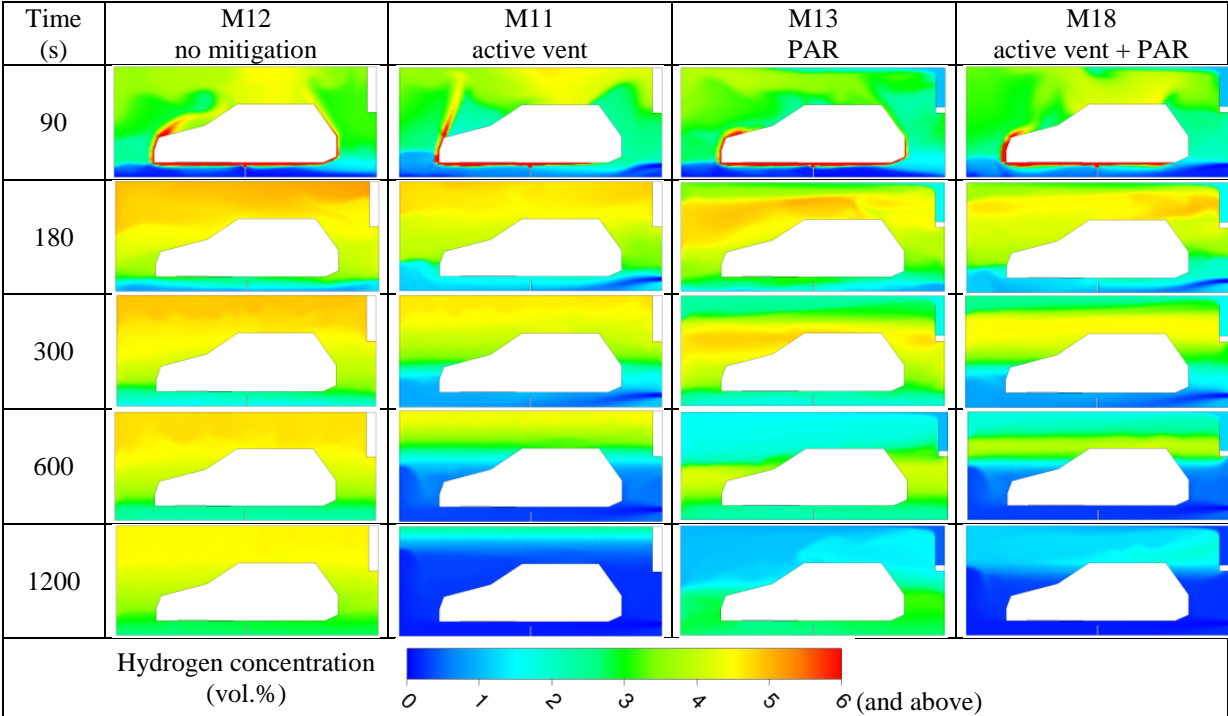 Time (s)
M12 no mitigation
M11 active vent
M13 PAR
M18 active vent + PAR
90
180
300
600
1200
Hydrogen concentration (vol.%)
0 1 2 3 4 5 6 (and above)